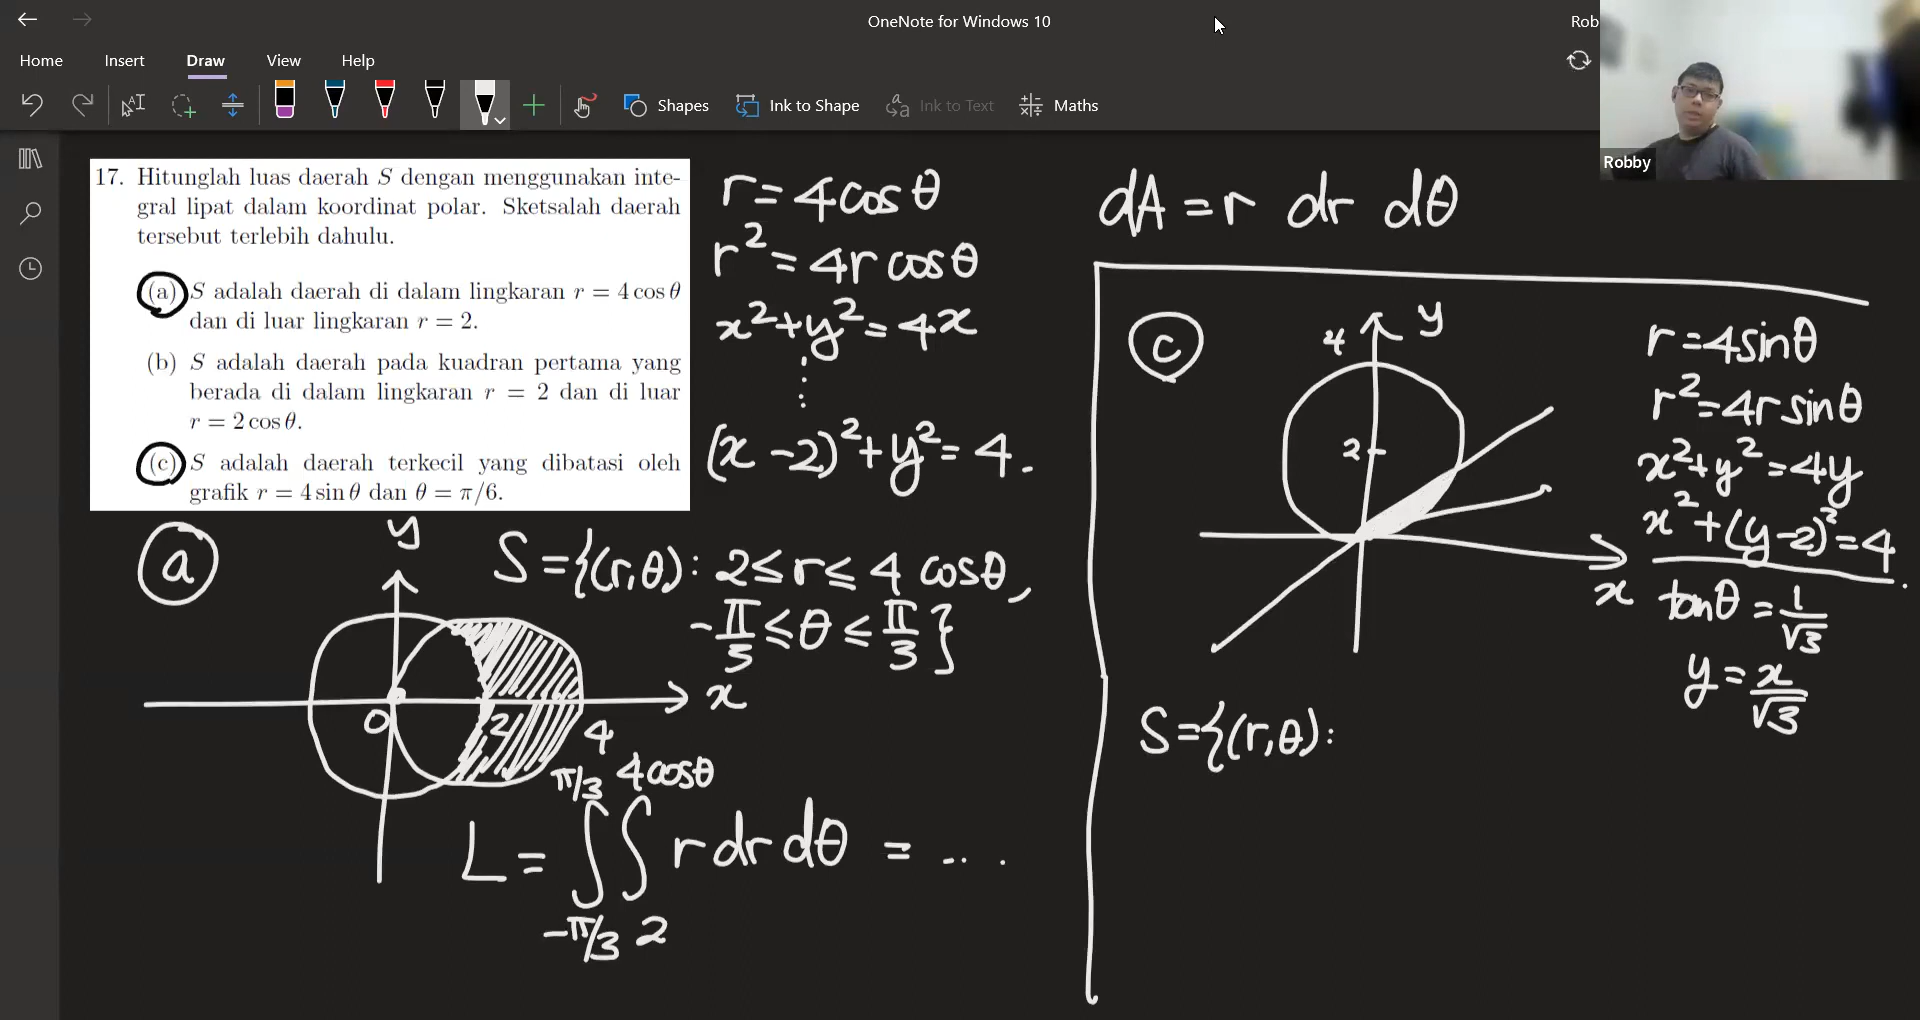 OneNote for Windows 10
Rob
Home Insert Draw View Help
Shapes Ink to Shape Ink to Text Maths
Robby
17. Hitunglah luas daerah S dengan menggunakan inte-
gral lipat dalam koordinat polar. Sketsalah daerah
tersebut terlebih dahulu.
(a) S adalah daerah di dalam lingkaran r = 4 cos θ
dan di luar lingkaran r = 2.
(b) S adalah daerah pada kuadran pertama yang
berada di dalam lingkaran r = 2 dan di luar
r = 2 cos θ.
(c) S adalah daerah terkecil yang dibatasi oleh
grafik r = 4 sin θ dan θ = π/6.
r = 4 cos θ
r² = 4r cos θ
x² + y² = 4x
⋮
(x - 2)² + y² = 4.
dA = r dr dθ
a
y
S = {(r, θ): 2 ≤ r ≤ 4 cos θ,
-π/3 ≤ θ ≤ π/3}
x
0 2 4
L = ∫_{-π/3}^{π/3} ∫_{2}^{4cosθ} r dr dθ = ....
c
4 y
2
x
r = 4 sin θ
r² = 4r sin θ
x² + y² = 4y
x² + (y - 2)² = 4.
tan θ = 1/√3
y = x/√3
S = {(r, θ):